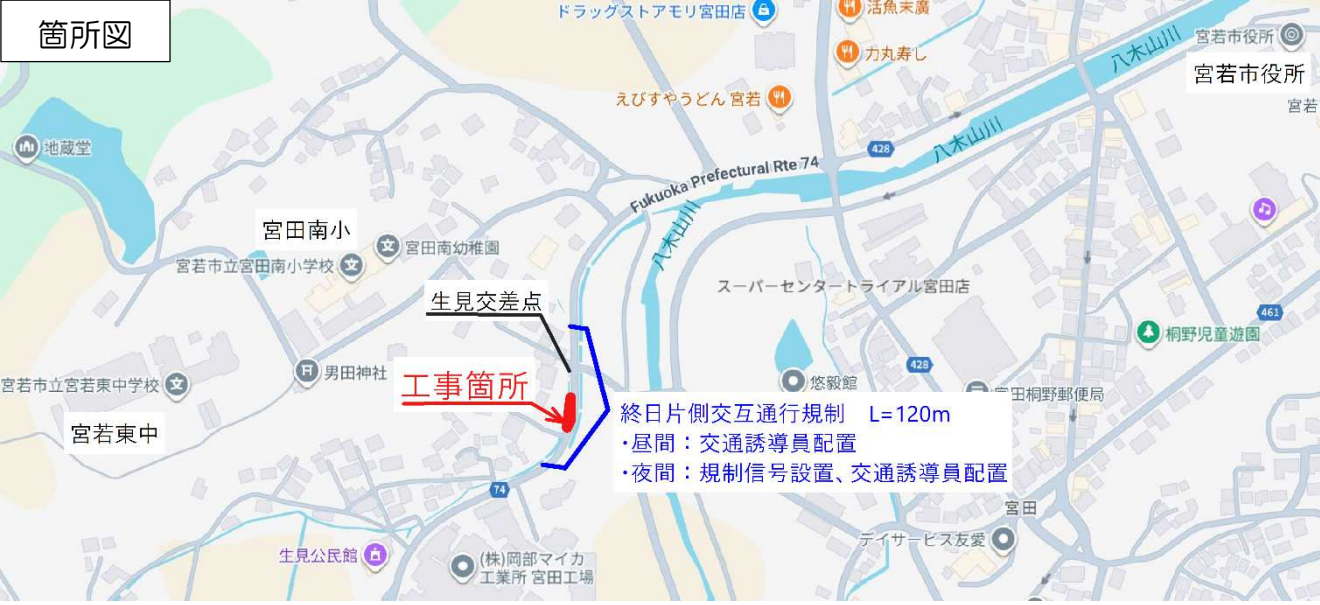 箇所図
ドラッグストアモリ宮田店
活魚末廣
力丸寿し
八木山川
宮若市役所
宮若市役所
宮若
えびすやうどん 宮若
地蔵堂
428
八木山川
Fukuoka Prefectural Rte 74
宮田南小
宮田南幼稚園
宮若市立宮田南小学校
八木山川
生見交差点
スーパーセンタートライアル宮田店
461
桐野児童遊園
男田神社
宮若市立宮若東中学校
工事箇所
悠毅館
428
宮田桐野郵便局
宮若東中
終日片側交互通行規制 L=120m
・昼間：交通誘導員配置
・夜間：規制信号設置、交通誘導員配置
74
宮田
デイサービス友愛
生見公民館
(株)岡部マイカ
工業所 宮田工場